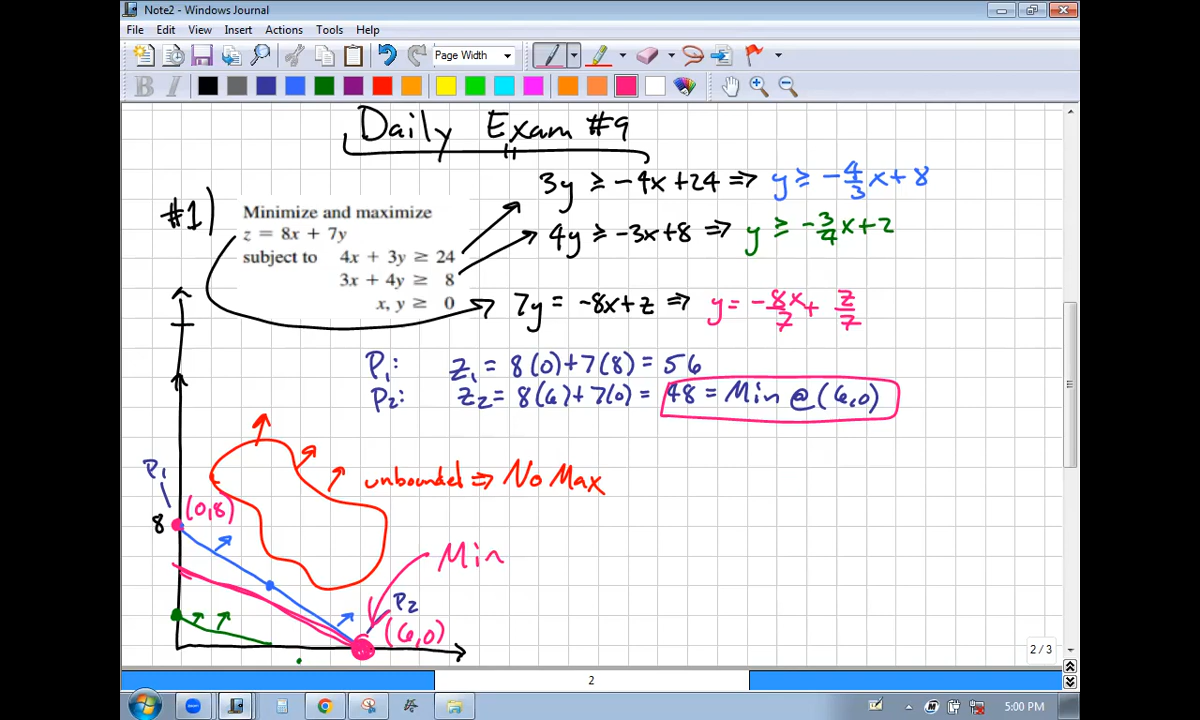 Note2 - Windows Journal
File Edit View Insert Actions Tools Help
Page Width
B I
Daily Exam #9
#1)
Minimize and maximize
z = 8x + 7y
subject to 4x + 3y ≥ 24
3x + 4y ≥ 8
x, y ≥ 0
3y ≥ -4x + 24 ⇒ y ≥ -4/3 x + 8
4y ≥ -3x + 8 ⇒ y ≥ -3/4 x + 2
7y = -8x + z ⇒ y = -8x/7 + z/7
P1: z1 = 8(0) + 7(8) = 56
P2: z2 = 8(6) + 7(0) = 48 = Min @ (6,0)
unbounded ⇒ No Max
P1
(0,8)
8
Min
P2
(6,0)
2 / 3
2
5:00 PM